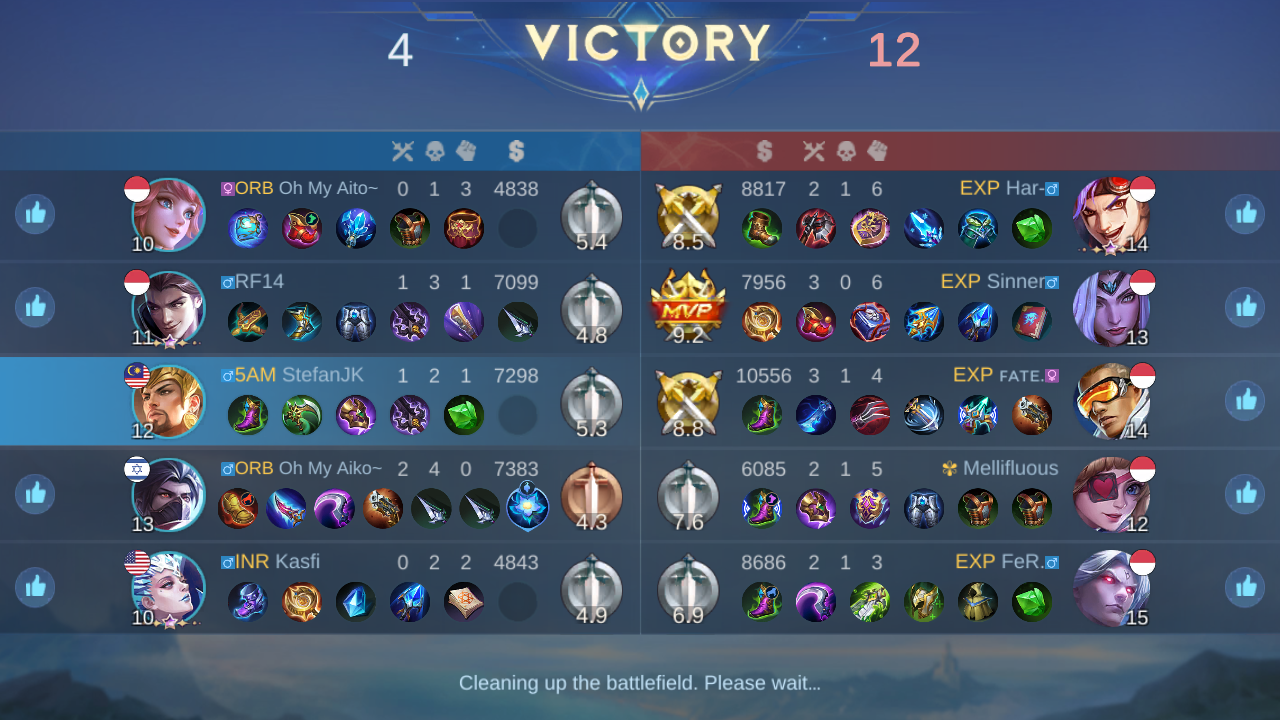 4 VICTORY 12
ORB Oh My Aito~ 0 1 3 4838
10 5.4
8817 2 1 6 EXP Har-
8.5 14
RF14 1 3 1 7099
11 4.8
7956 3 0 6 EXP Sinner
MVP
9.2 13
5AM StefanJK 1 2 1 7298
12 5.3
10556 3 1 4 EXP FATE.
8.8 14
ORB Oh My Aiko~ 2 4 0 7383
13 4.3
6085 2 1 5 Mellifluous
7.6 12
INR Kasfi 0 2 2 4843
10 4.9
8686 2 1 3 EXP FeR.
6.9 15
Cleaning up the battlefield. Please wait...